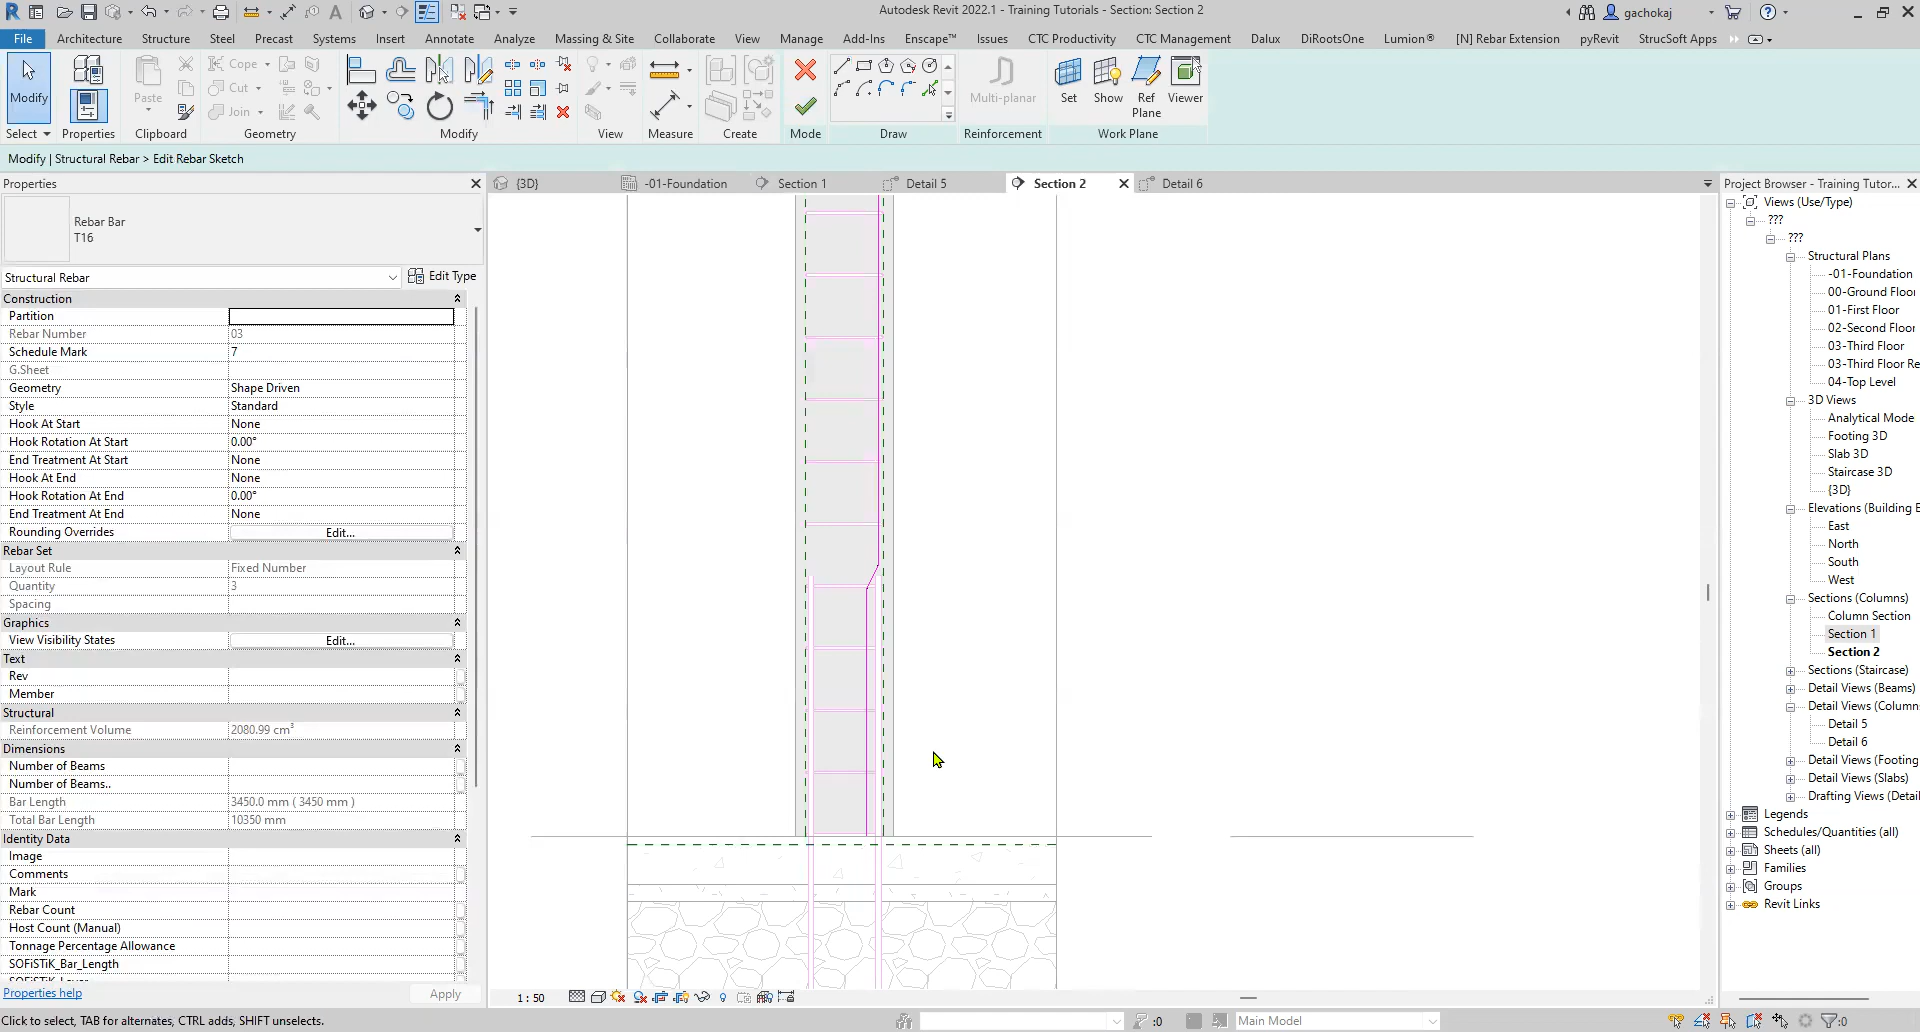 Autodesk Revit 2022.1 - Training Tutorials - Section: Section 2
gachokaj
File Architecture Structure Steel Precast Systems Insert Annotate Analyze Massing & Site Collaborate View Manage Add-Ins Enscape™ Issues CTC Productivity CTC Management Dalux DiRootsOne Lumion® [N] Rebar Extension pyRevit StrucSoft Apps
Modify
Paste
Cope
Cut
Join
Multi-planar
Set
Show
Ref
Plane
Viewer
Select Properties Clipboard Geometry Modify View Measure Create Mode Draw Reinforcement Work Plane
Modify | Structural Rebar > Edit Rebar Sketch
Properties
{3D}
-01-Foundation
Section 1
Detail 5
Section 2
Detail 6
Rebar Bar
T16
Structural Rebar
Edit Type
Construction
Partition
Rebar Number 03
Schedule Mark 7
G.Sheet
Geometry Shape Driven
Style Standard
Hook At Start None
Hook Rotation At Start 0.00°
End Treatment At Start None
Hook At End None
Hook Rotation At End 0.00°
End Treatment At End None
Rounding Overrides Edit...
Rebar Set
Layout Rule Fixed Number
Quantity 3
Spacing
Graphics
View Visibility States Edit...
Text
Rev
Member
Structural
Reinforcement Volume 2080.99 cm³
Dimensions
Number of Beams
Number of Beams..
Bar Length 3450.0 mm ( 3450 mm )
Total Bar Length 10350 mm
Identity Data
Image
Comments
Mark
Rebar Count
Host Count (Manual)
Tonnage Percentage Allowance
SOFiSTiK_Bar_Length
Properties help
Apply
1 : 50
Project Browser - Training Tutor...
Views (Use/Type)
???
???
Structural Plans
-01-Foundation
00-Ground Floor
01-First Floor
02-Second Floor
03-Third Floor
03-Third Floor Re
04-Top Level
3D Views
Analytical Mode
Footing 3D
Slab 3D
Staircase 3D
{3D}
Elevations (Building E
East
North
South
West
Sections (Columns)
Column Section
Section 1
Section 2
Sections (Staircase)
Detail Views (Beams)
Detail Views (Column
Detail 5
Detail 6
Detail Views (Footing
Detail Views (Slabs)
Drafting Views (Detai
Legends
Schedules/Quantities (all)
Sheets (all)
Families
Groups
Revit Links
Click to select, TAB for alternates, CTRL adds, SHIFT unselects.
:0
Main Model
:0